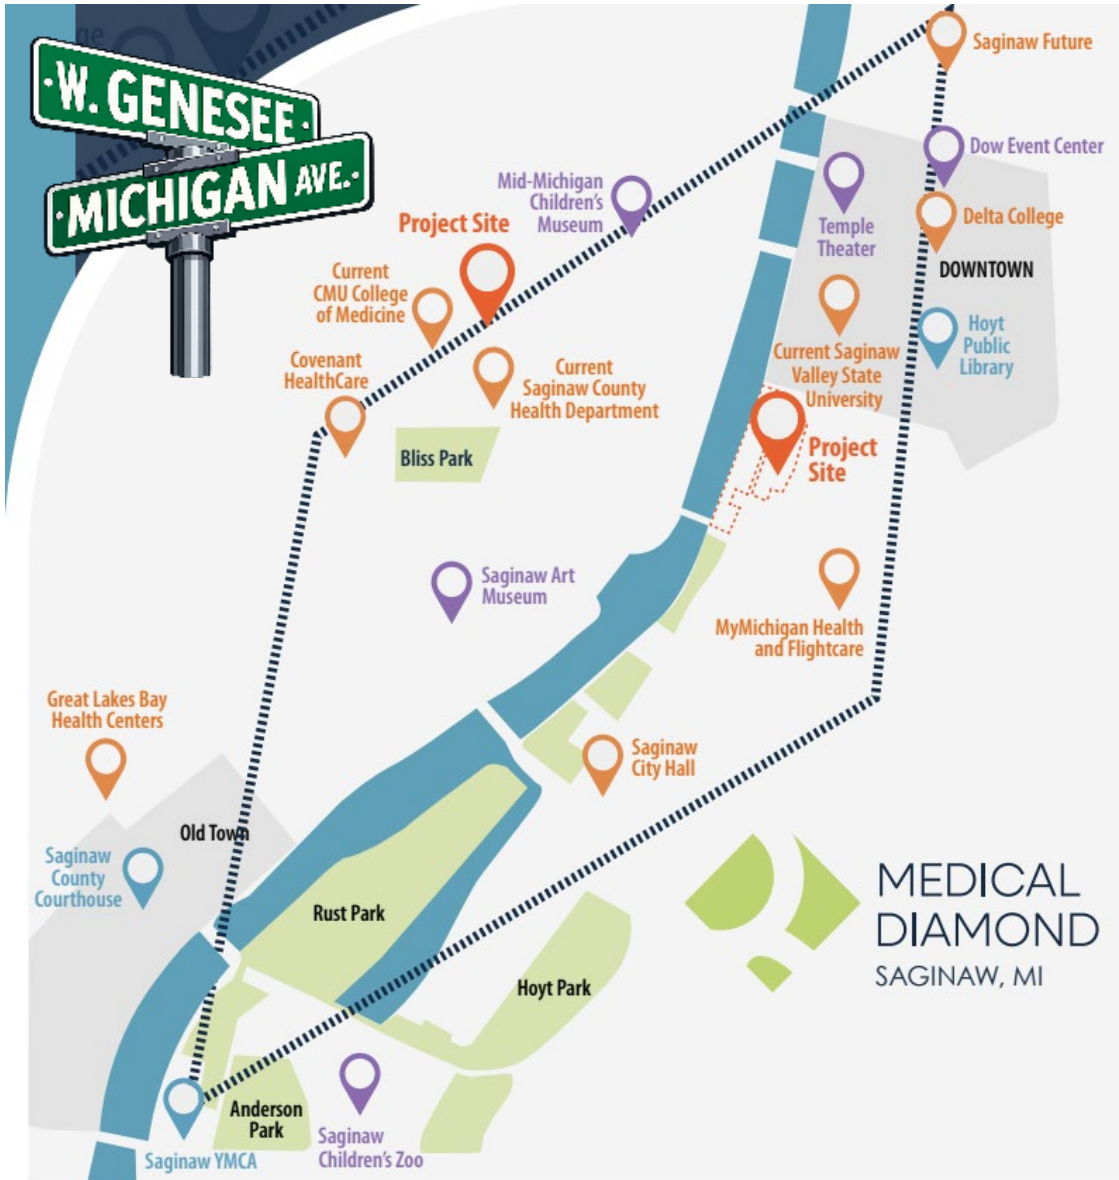 W. GENESEE
MICHIGAN AVE.
Saginaw Future
Dow Event Center
Mid-Michigan
Children's
Museum
Project Site
Temple
Theater
Delta College
DOWNTOWN
Current
CMU College
of Medicine
Hoyt
Public
Library
Covenant
HealthCare
Current
Saginaw County
Health Department
Current Saginaw
Valley State
University
Bliss Park
Project
Site
Saginaw Art
Museum
MyMichigan Health
and Flightcare
Great Lakes Bay
Health Centers
Saginaw
City Hall
Old Town
Saginaw
County
Courthouse
Rust Park
MEDICAL
DIAMOND
SAGINAW, MI
Hoyt Park
Anderson
Park
Saginaw
Children's Zoo
Saginaw YMCA